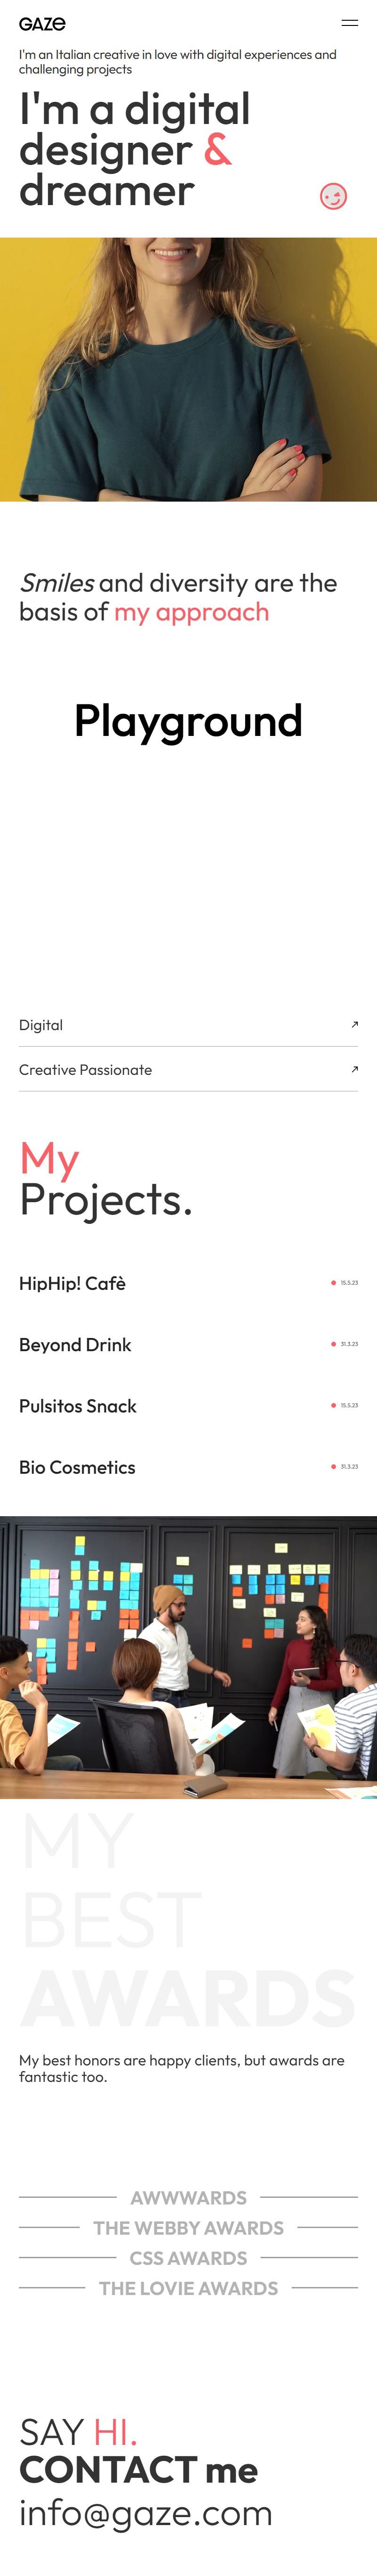 GAZE
I'm an Italian creative in love with digital experiences and
challenging projects
I'm a digital
designer &
dreamer
Smiles and diversity are the
basis of my approach
Playground
Digital
Creative Passionate
My
Projects.
HipHip! Cafè
15.5.23
Beyond Drink
31.3.23
Pulsitos Snack
15.5.23
Bio Cosmetics
31.3.23
MY
BEST
AWARDS
My best honors are happy clients, but awards are
fantastic too.
AWWWARDS
THE WEBBY AWARDS
CSS AWARDS
THE LOVIE AWARDS
SAY HI.
CONTACT me
info@gaze.com